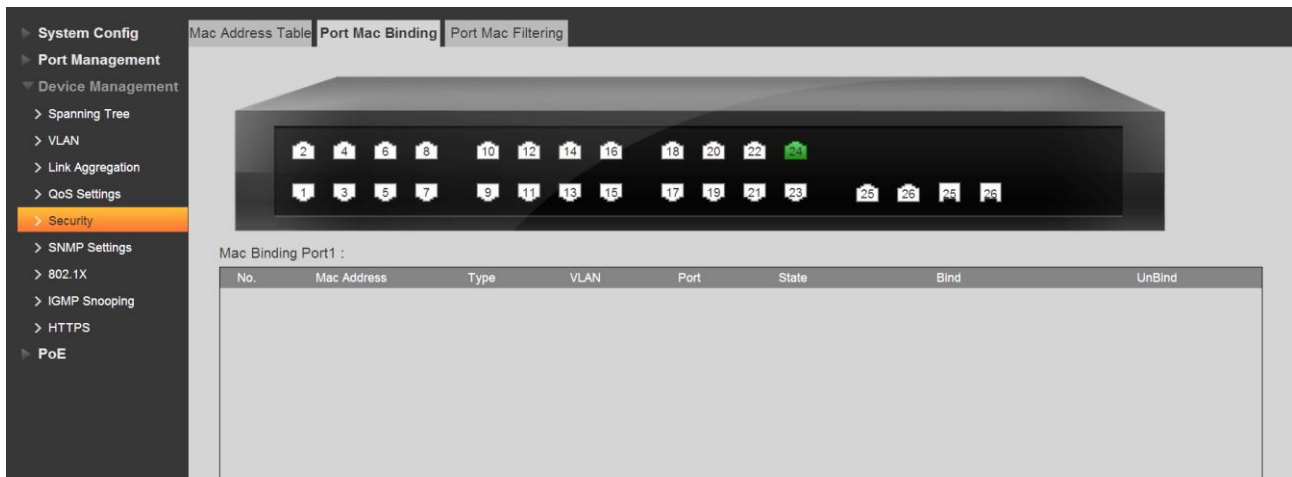 System Config
Port Management
Device Management
Spanning Tree
VLAN
Link Aggregation
QoS Settings
Security
SNMP Settings
802.1X
IGMP Snooping
HTTPS
PoE
Mac Address Table Port Mac Binding Port Mac Filtering
2 4 6 8 10 12 14 16 18 20 22 24
1 3 5 7 9 11 13 15 17 19 21 23 25 26 25 26
Mac Binding Port1 :
No. Mac Address Type VLAN Port State Bind UnBind